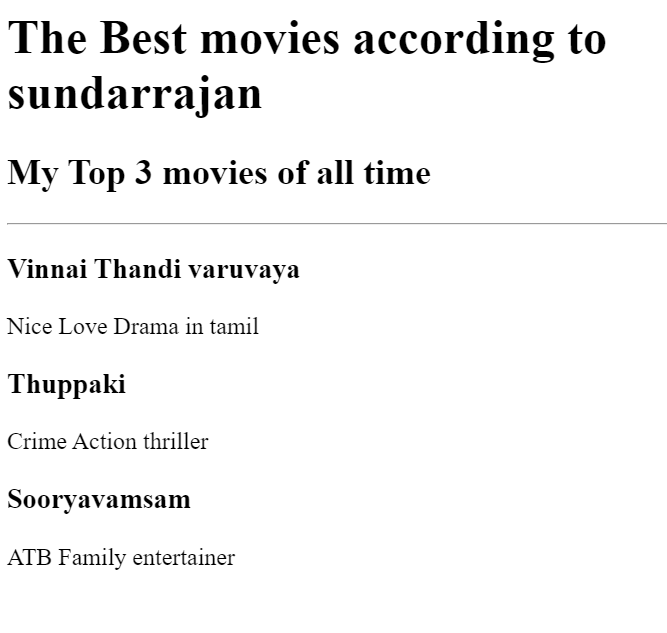 The Best movies according to
sundarrajan
My Top 3 movies of all time
Vinnai Thandi varuvaya
Nice Love Drama in tamil
Thuppaki
Crime Action thriller
Sooryavamsam
ATB Family entertainer